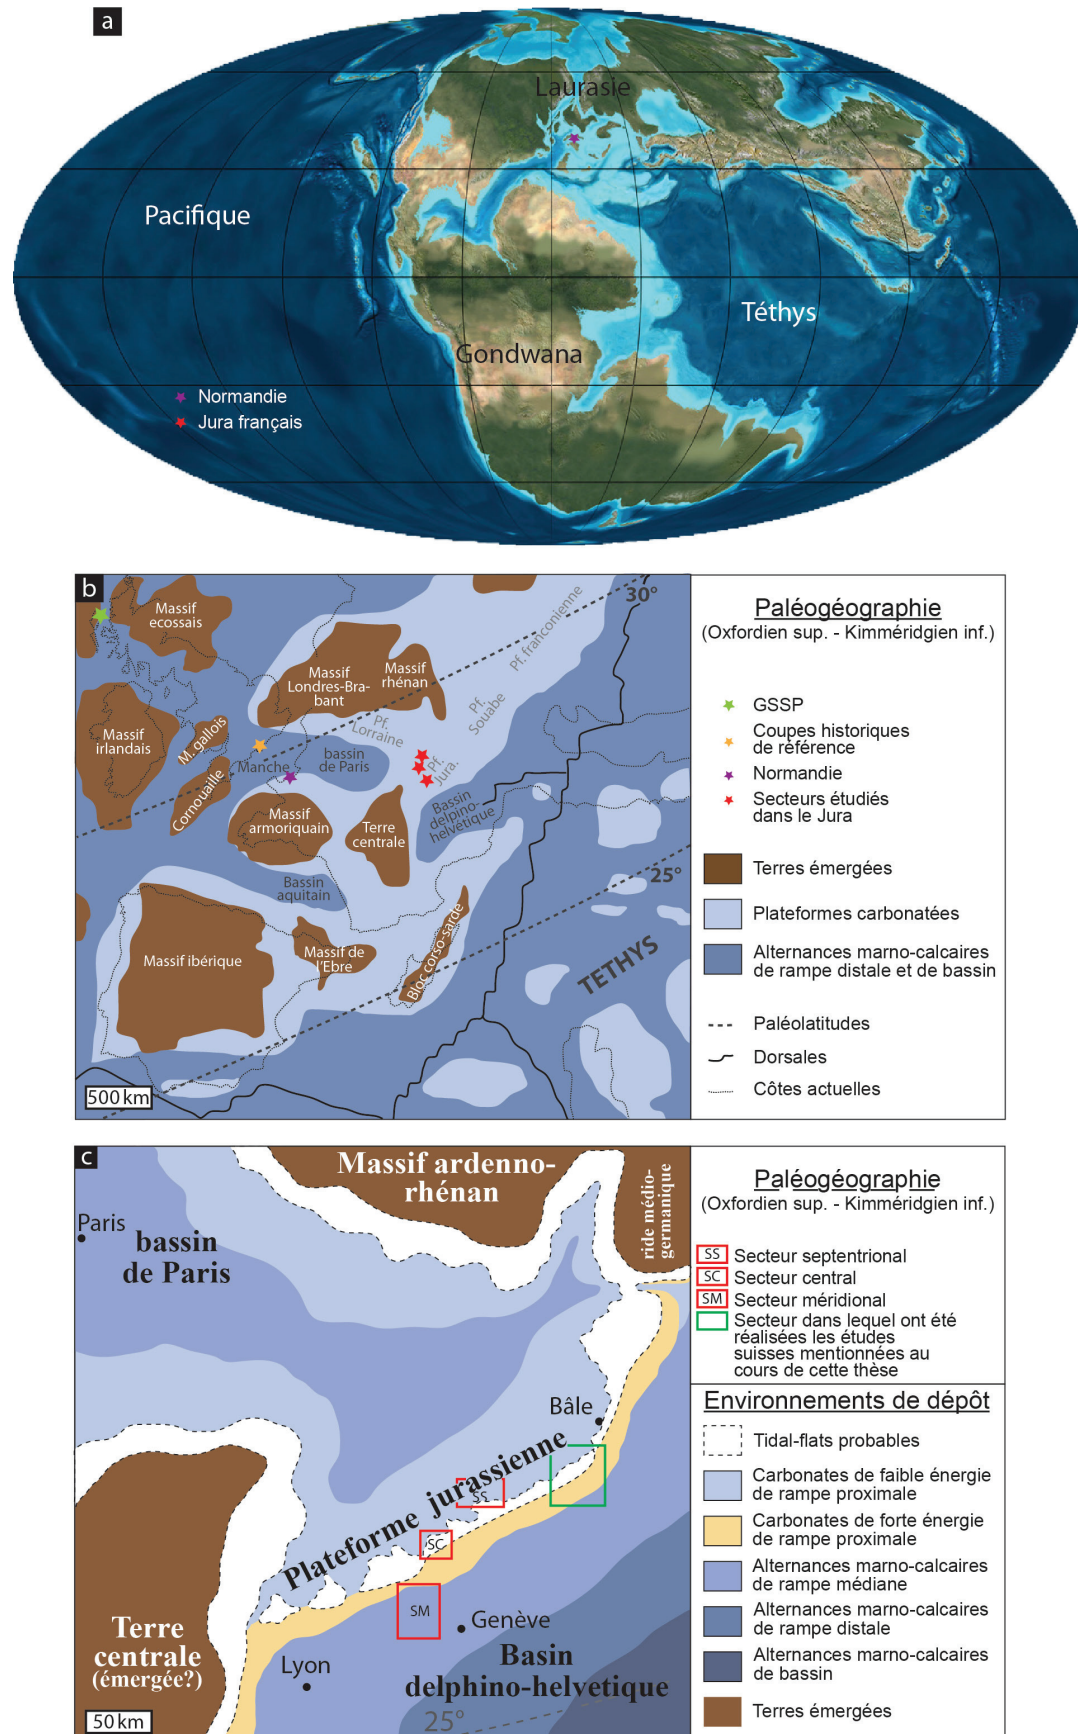 a
Laurasie
Pacifique
Téthys
Gondwana
Normandie
Jura français
b
Massif
ecossais
30°
Pf. franconienne
Massif
Londres-Bra-
bant
Massif
rhénan
Pf.
Souabe
Massif
irlandais
M. gallois
Pf.
Lorraine
Manche
bassin
de Paris
Pf.
Jura.
Cornouaille
Massif
armoriquain
Terre
centrale
Bassin
delpino-
helvétique
25°
Bassin
aquitain
Massif ibérique
Massif de
l'Ebre
Bloc corso-sarde
TETHYS
500 km
Paléogéographie
(Oxfordien sup. - Kimméridgien inf.)
GSSP
Coupes historiques
de référence
Normandie
Secteurs étudiés
dans le Jura
Terres émergées
Plateformes carbonatées
Alternances marno-calcaires
de rampe distale et de bassin
Paléolatitudes
Dorsales
Côtes actuelles
c
Massif ardenno-
rhénan
ride médio-
germanique
Paris
bassin
de Paris
Bâle
Plateforme jurassienne
SS
SC
SM
Genève
Terre
centrale
(émergée?)
Lyon
Basin
delphino-helvetique
25°
50 km
Paléogéographie
(Oxfordien sup. - Kimméridgien inf.)
SS Secteur septentrional
SC Secteur central
SM Secteur méridional
Secteur dans lequel ont été
réalisées les études
suisses mentionnées au
cours de cette thèse
Environnements de dépôt
Tidal-flats probables
Carbonates de faible énergie
de rampe proximale
Carbonates de forte énergie
de rampe proximale
Alternances marno-calcaires
de rampe médiane
Alternances marno-calcaires
de rampe distale
Alternances marno-calcaires
de bassin
Terres émergées